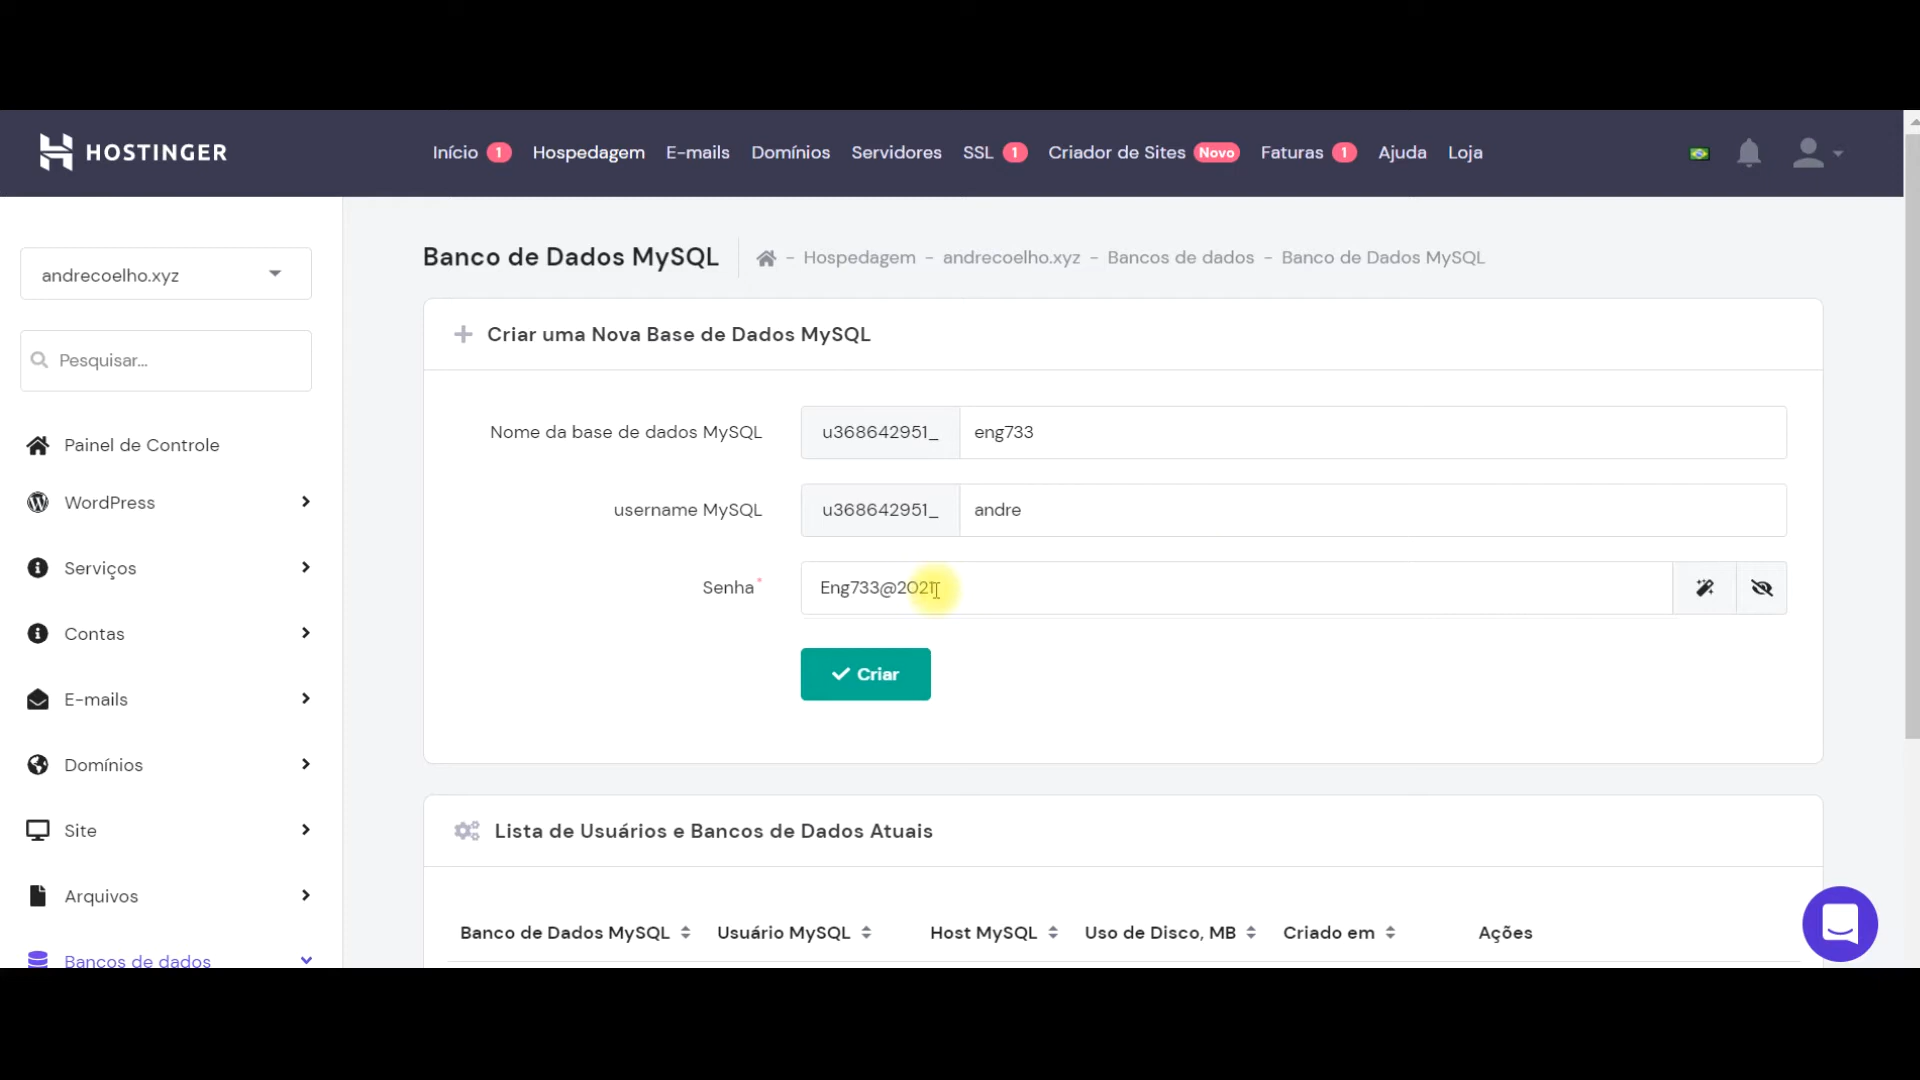 HOSTINGER
Início 1 Hospedagem E-mails Domínios Servidores SSL 1 Criador de Sites Novo Faturas 1 Ajuda Loja
andrecoelho.xyz
Pesquisar...
Painel de Controle
WordPress
Serviços
Contas
E-mails
Domínios
Site
Arquivos
Bancos de dados
Banco de Dados MySQL
- Hospedagem - andrecoelho.xyz - Bancos de dados - Banco de Dados MySQL
Criar uma Nova Base de Dados MySQL
Nome da base de dados MySQL u368642951_ eng733
username MySQL u368642951_ andre
Senha* Eng733@2021
Criar
Lista de Usuários e Bancos de Dados Atuais
Banco de Dados MySQL Usuário MySQL Host MySQL Uso de Disco, MB Criado em Ações